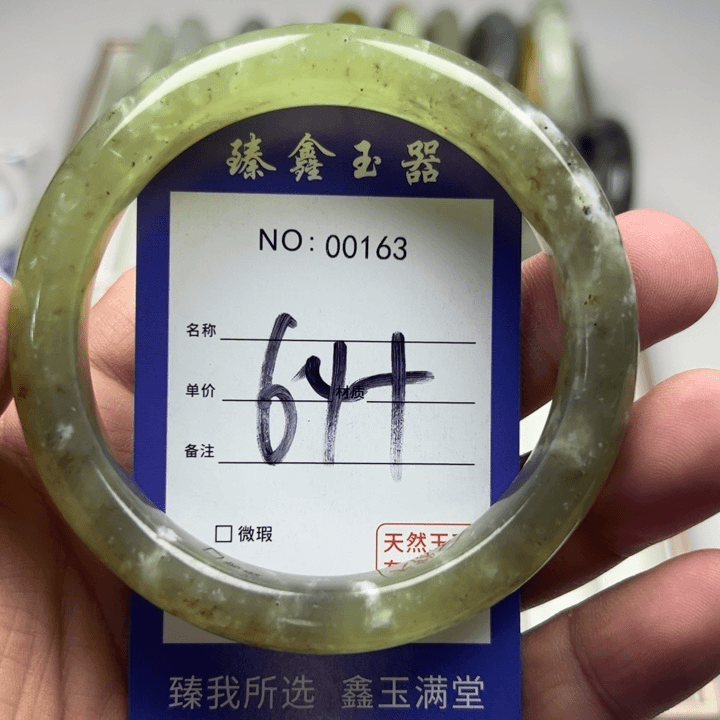 臻鑫玉器
NO: 00163
名称
单价
64+
材质
备注
微瑕
天然玉
臻我所选 鑫玉满堂